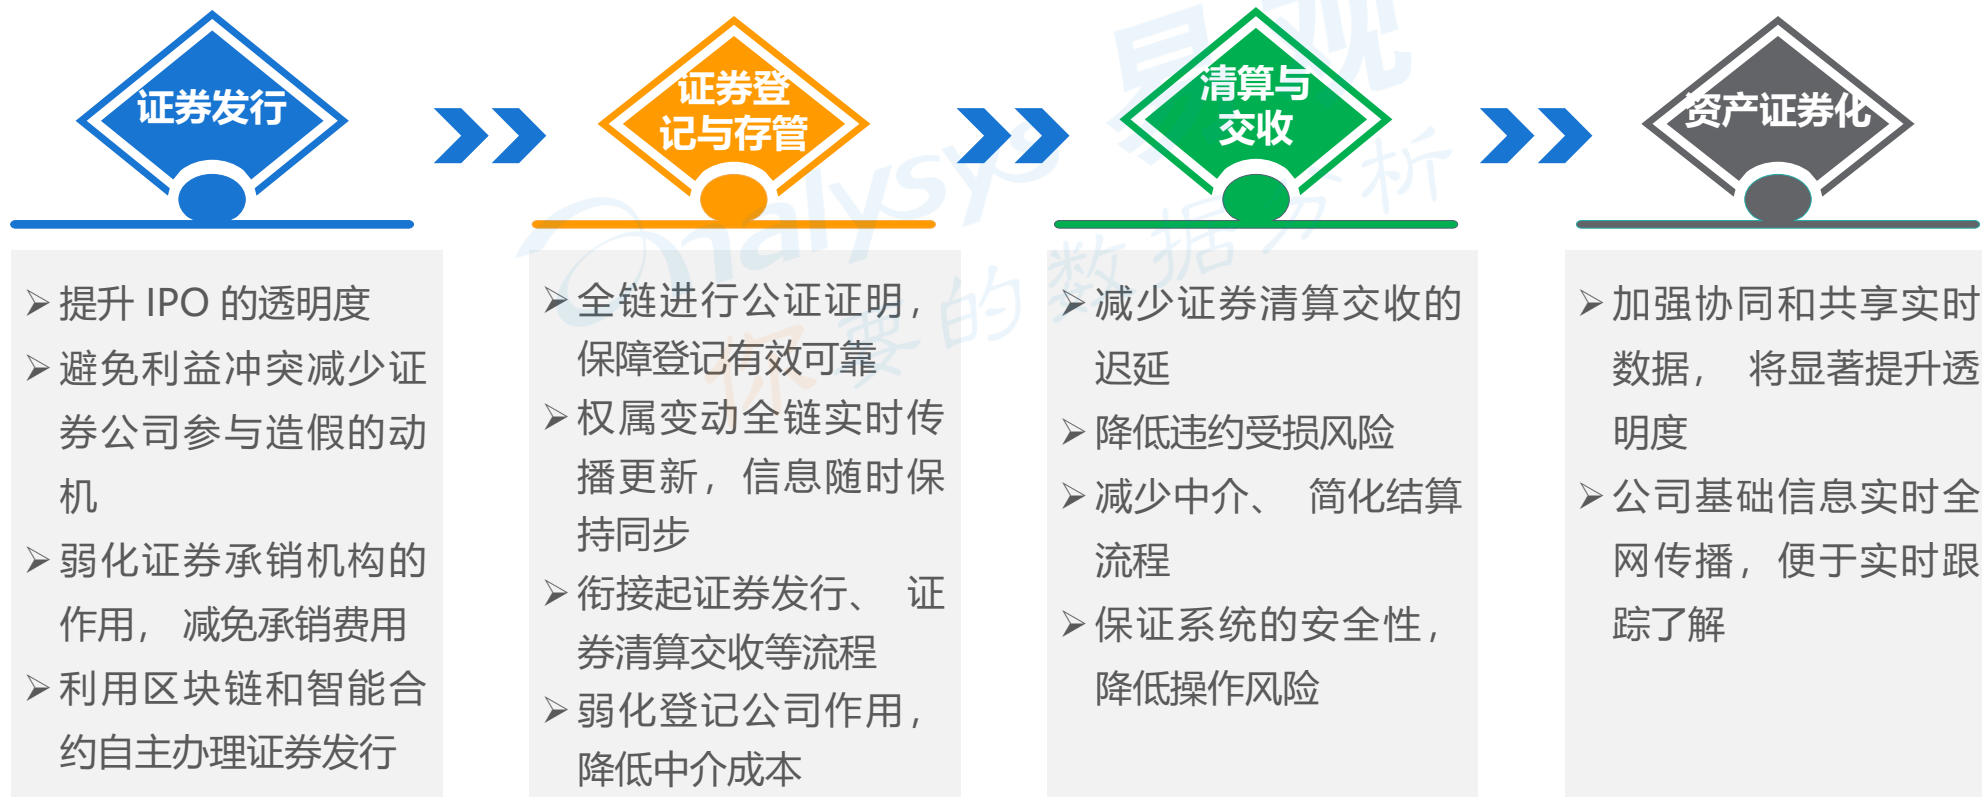 证券发行
证券登
记与存管
清算与
交收
资产证券化
➢提升 IPO 的透明度
➢避免利益冲突减少证
券公司参与造假的动
机
➢弱化证券承销机构的
作用， 减免承销费用
➢利用区块链和智能合
约自主办理证券发行
➢全链进行公证证明，
保障登记有效可靠
➢权属变动全链实时传
播更新，信息随时保
持同步
➢衔接起证券发行、 证
券清算交收等流程
➢弱化登记公司作用，
降低中介成本
➢减少证券清算交收的
迟延
➢降低违约受损风险
➢减少中介、 简化结算
流程
➢保证系统的安全性，
降低操作风险
➢加强协同和共享实时
数据， 将显著提升透
明度
➢公司基础信息实时全
网传播，便于实时跟
踪了解
analysys 易观
你要的数据分析